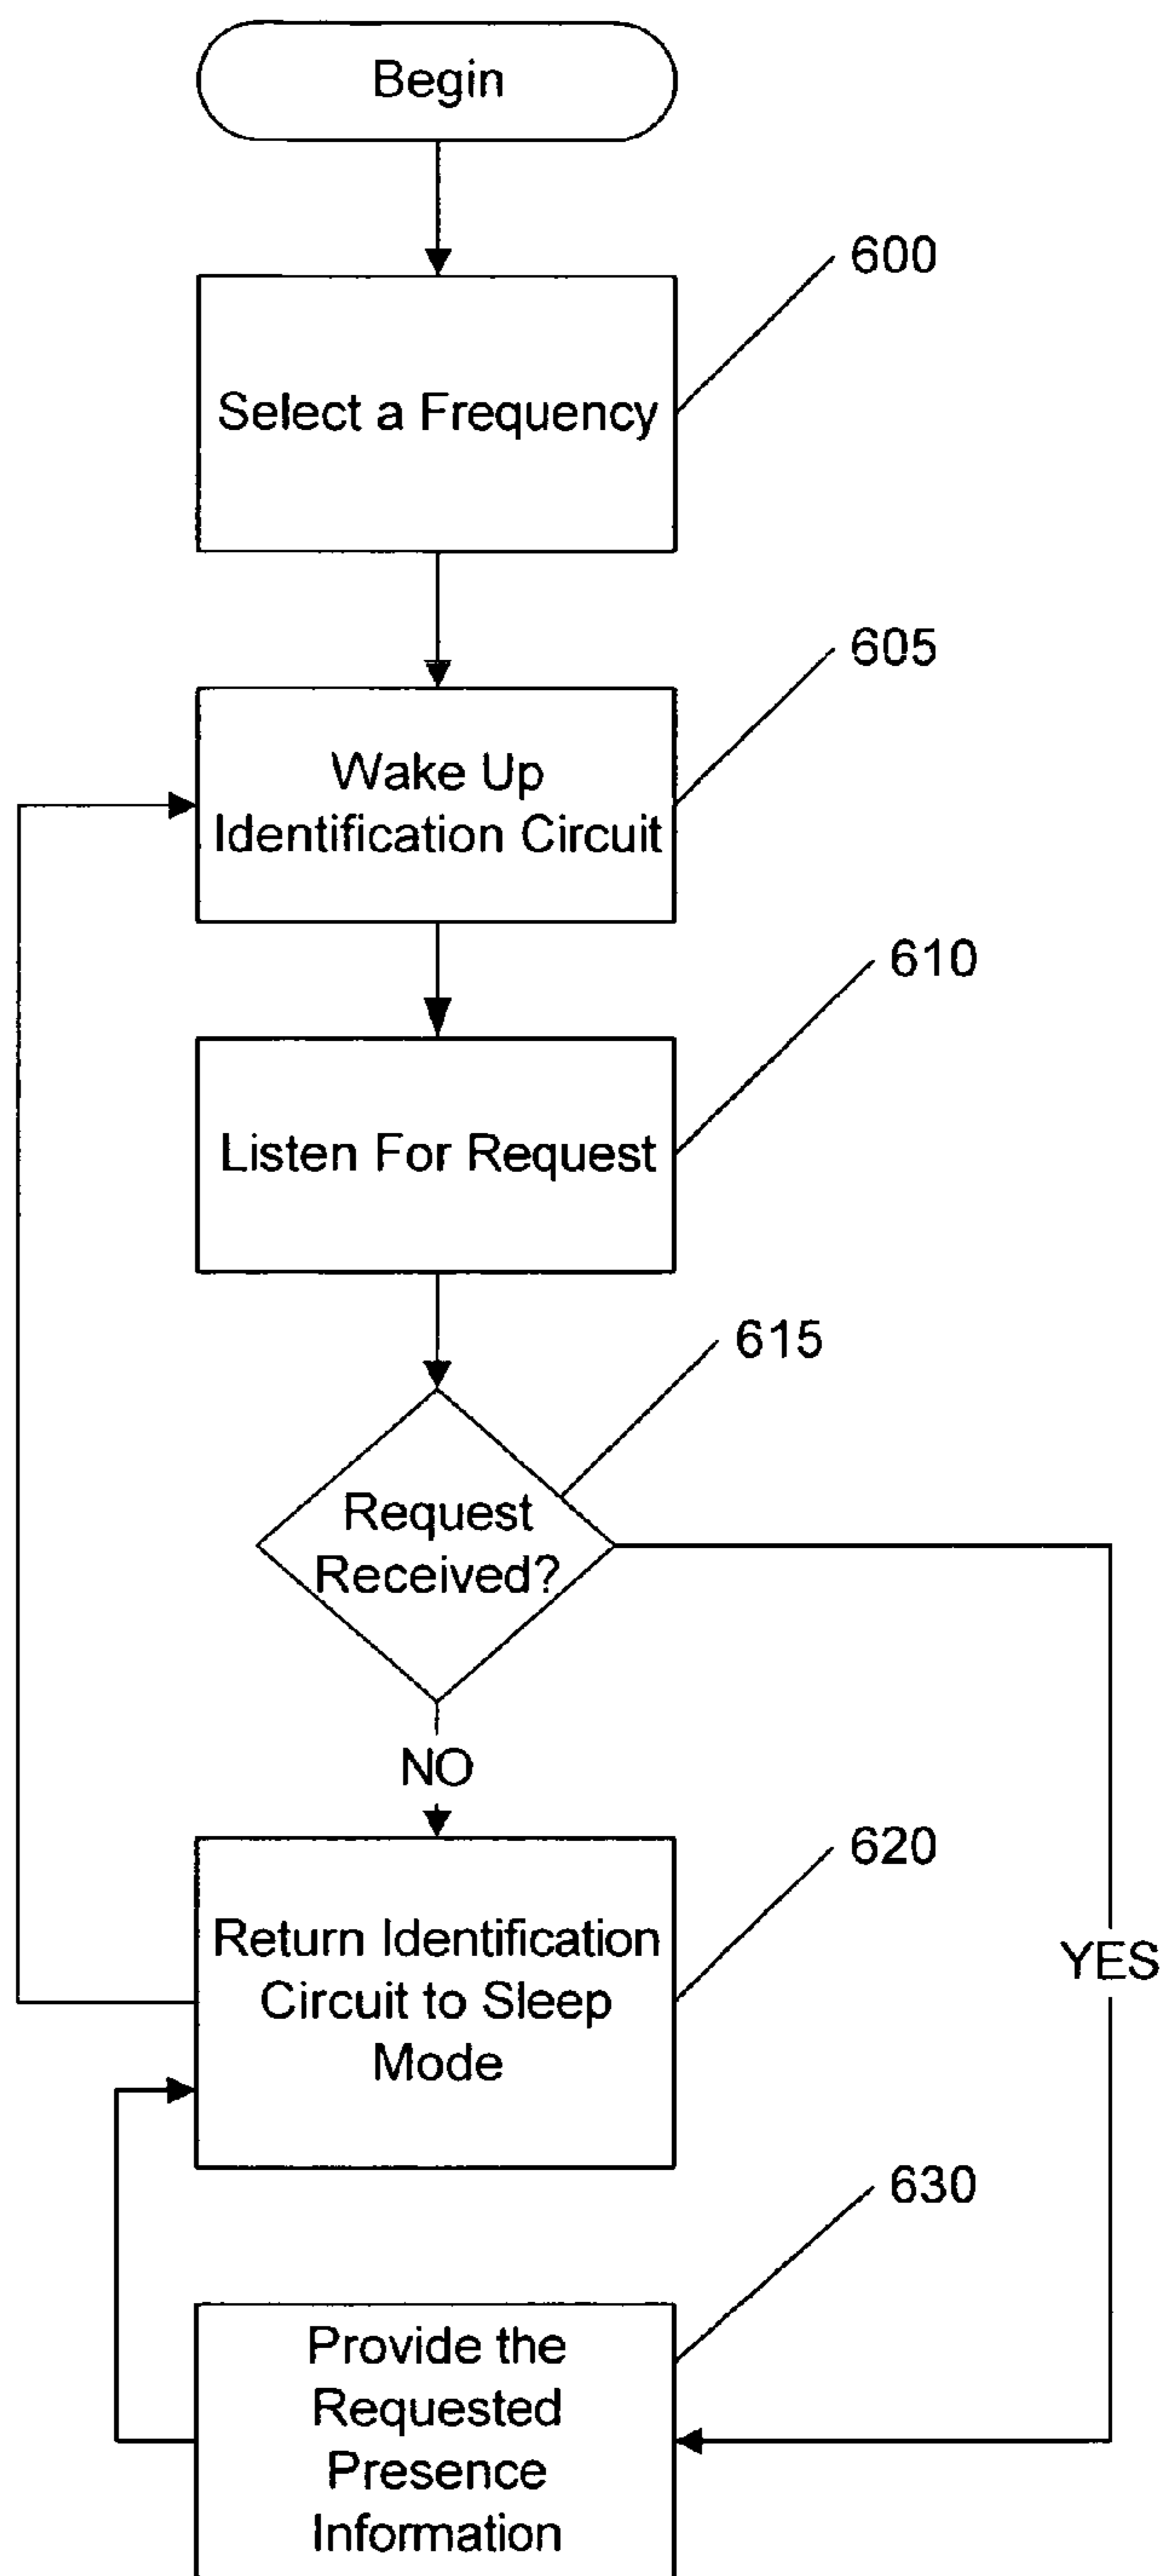 Begin
600
Select a Frequency
605
Wake Up
Identification Circuit
610
Listen For Request
615
Request
Received?
NO
YES
620
Return Identification
Circuit to Sleep
Mode
630
Provide the
Requested
Presence
Information